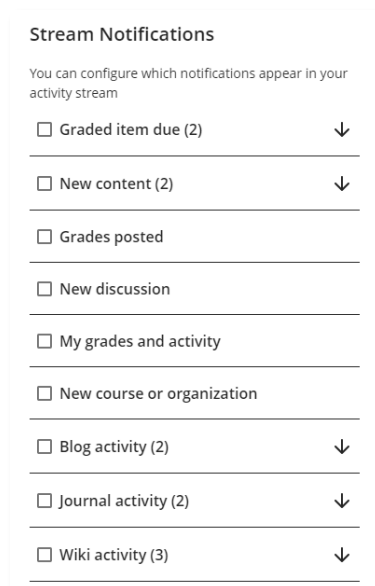 Stream Notifications
You can configure which notifications appear in your
activity stream
Graded item due (2)
New content (2)
Grades posted
New discussion
My grades and activity
New course or organization
Blog activity (2)
Journal activity (2)
Wiki activity (3)